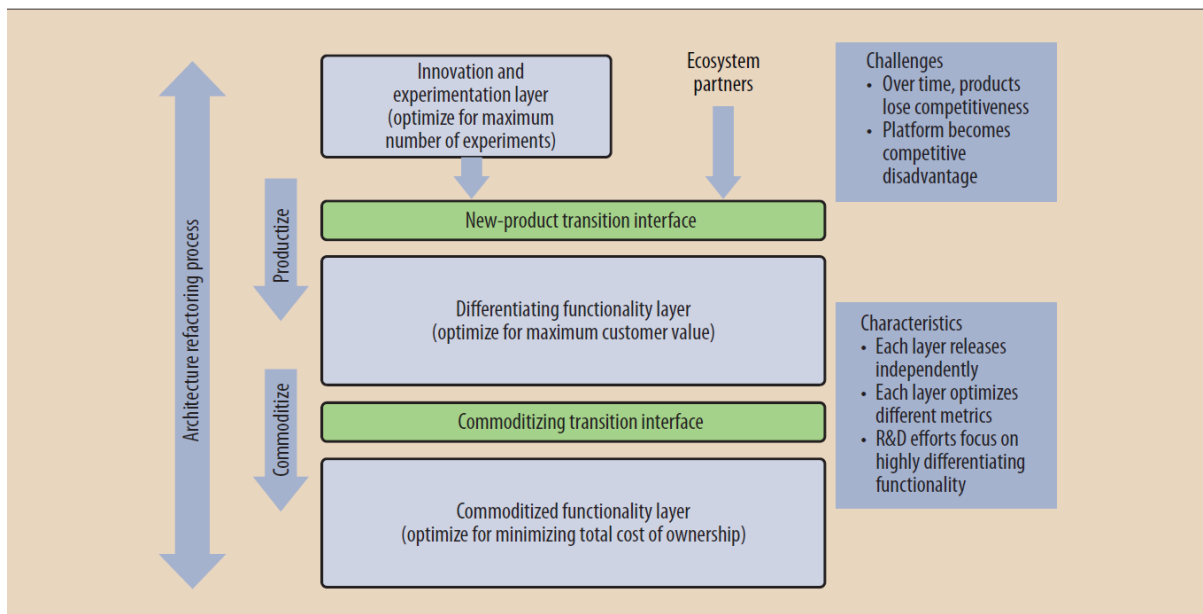 Architecture refactoring process
Productize
Commoditize
Innovation and
experimentation layer
(optimize for maximum
number of experiments)
Ecosystem
partners
New-product transition interface
Differentiating functionality layer
(optimize for maximum customer value)
Commoditizing transition interface
Commoditized functionality layer
(optimize for minimizing total cost of ownership)
Challenges
• Over time, products
lose competitiveness
• Platform becomes
competitive
disadvantage
Characteristics
• Each layer releases
independently
• Each layer optimizes
different metrics
• R&D efforts focus on
highly differentiating
functionality